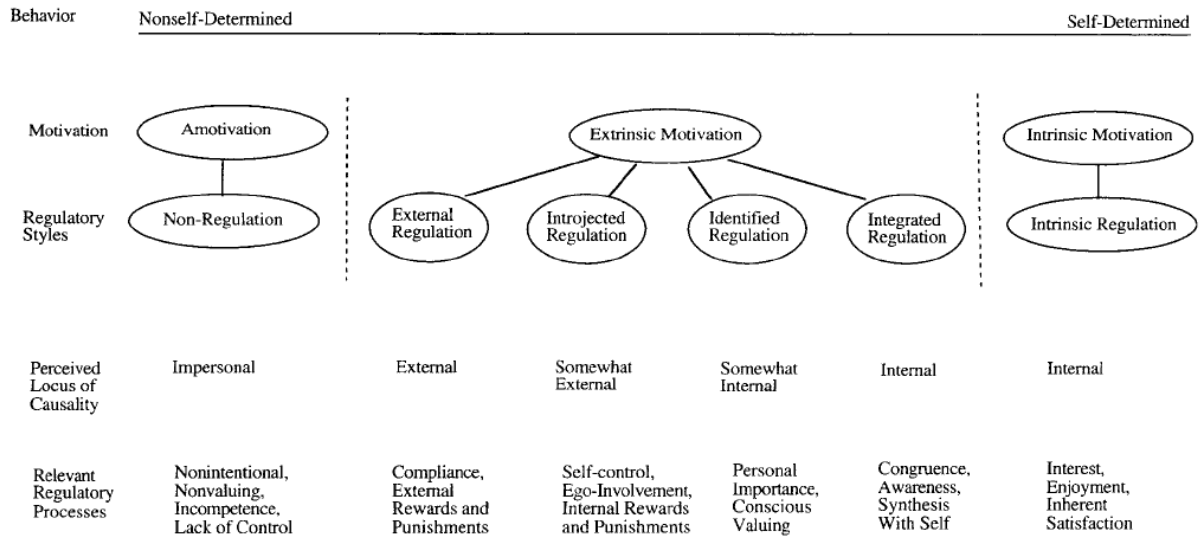 Behavior
Nonself-Determined
Self-Determined
Motivation
Amotivation
Extrinsic Motivation
Intrinsic Motivation
Regulatory
Styles
Non-Regulation
External
Regulation
Introjected
Regulation
Identified
Regulation
Integrated
Regulation
Intrinsic Regulation
Perceived
Locus of
Causality
Impersonal
External
Somewhat
External
Somewhat
Internal
Internal
Internal
Relevant
Regulatory
Processes
Nonintentional,
Nonvaluing,
Incompetence,
Lack of Control
Compliance,
External
Rewards and
Punishments
Self-control,
Ego-Involvement,
Internal Rewards
and Punishments
Personal
Importance,
Conscious
Valuing
Congruence,
Awareness,
Synthesis
With Self
Interest,
Enjoyment,
Inherent
Satisfaction